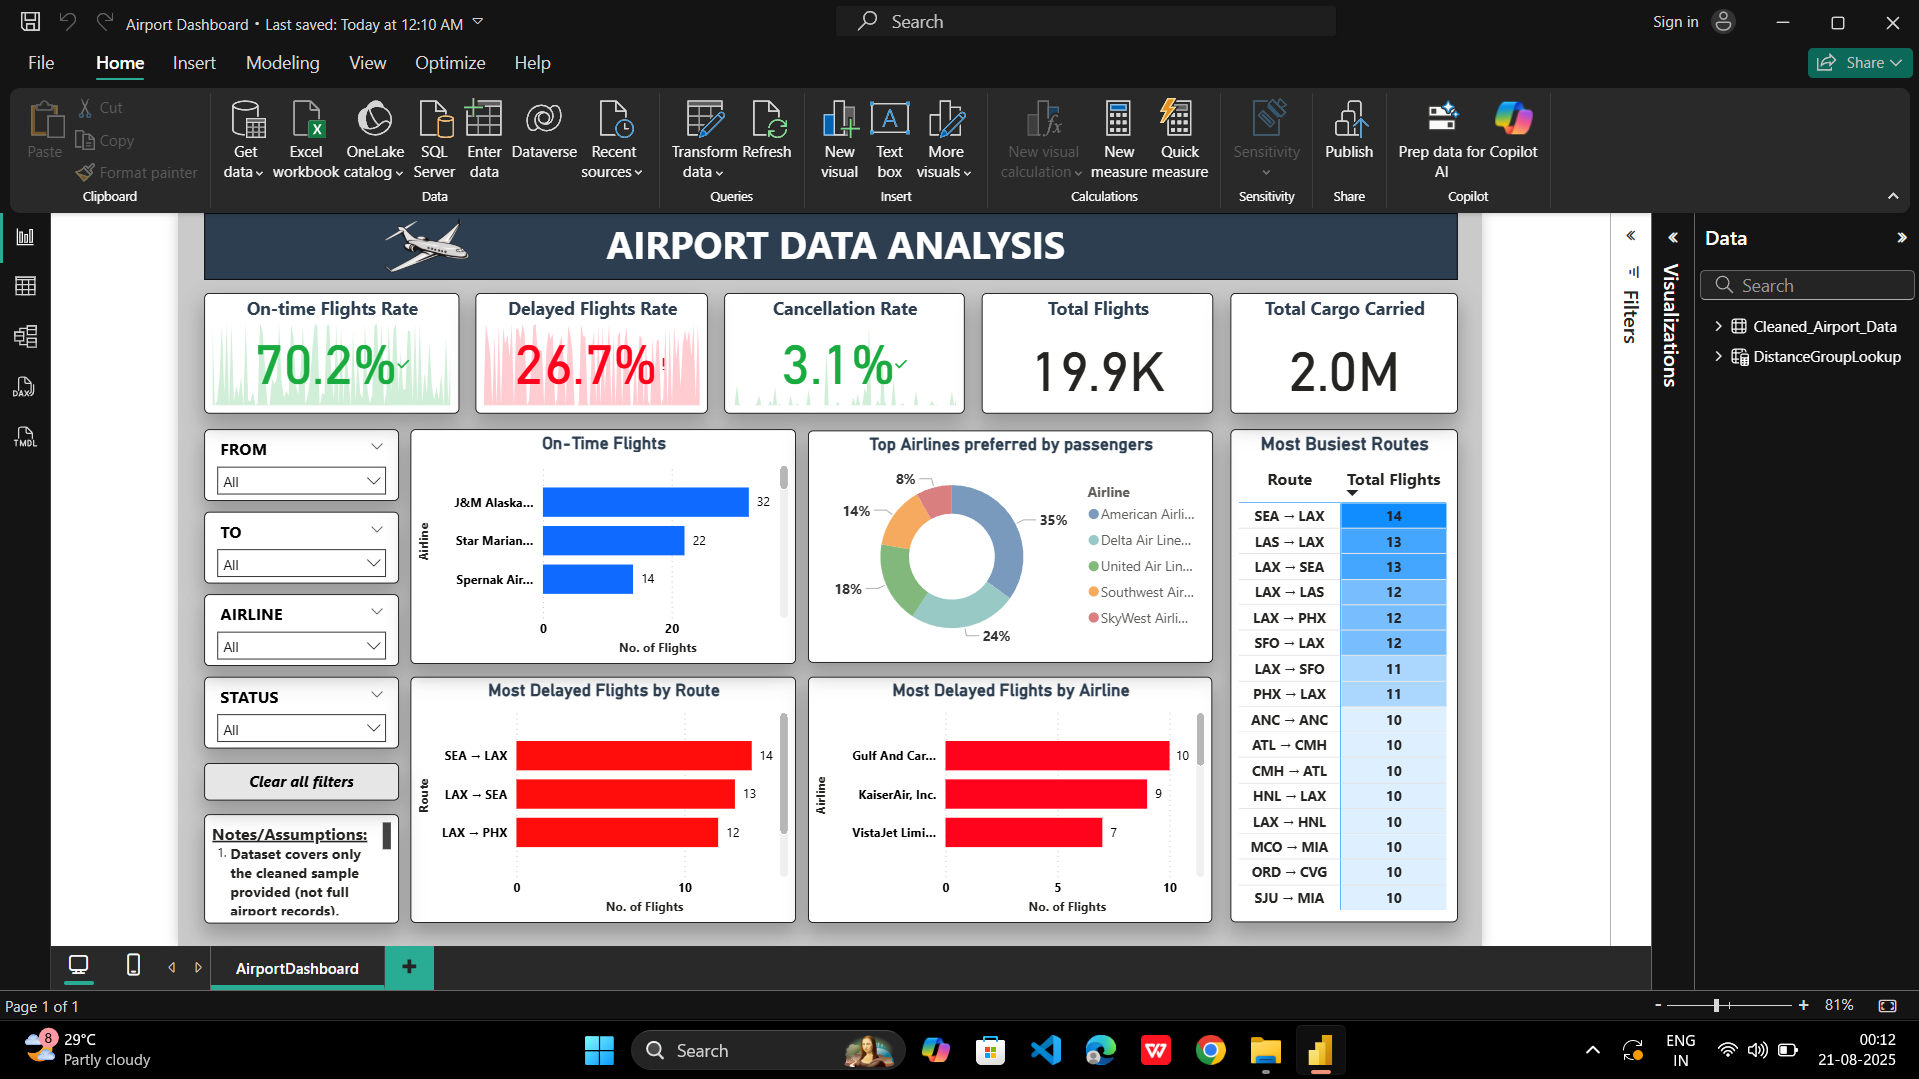 Airport Dashboard • Last saved: Today at 12:10 AM
Search
Sign in
File
Home
Insert
Modeling
View
Optimize
Help
Share
Paste
Cut
Copy
Format painter
Clipboard
Get data
Excel workbook
OneLake catalog
SQL Server
Enter data
Dataverse
Recent sources
Data
Transform data
Refresh
Queries
New visual
Text box
More visuals
Insert
New visual calculation
New measure
Quick measure
Calculations
Sensitivity
Sensitivity
Publish
Share
Prep data for AI
Copilot
Copilot
DAX
TMDL
AIRPORT DATA ANALYSIS
On-time Flights Rate
70.2%
Delayed Flights Rate
26.7%
!
Cancellation Rate
3.1%
Total Flights
19.9K
Total Cargo Carried
2.0M
FROM
All
TO
All
AIRLINE
All
STATUS
All
Clear all filters
Notes/Assumptions:
1. Dataset covers only
the cleaned sample
provided (not full
airport records).
On-Time Flights
Airline
J&M Alaska... 32
Star Marian... 22
Spernak Air... 14
0 20
No. of Flights
Top Airlines preferred by passengers
8%
14%
35%
18%
24%
Airline
American Airli...
Delta Air Line...
United Air Lin...
Southwest Air...
SkyWest Airli...
Most Delayed Flights by Route
Route
SEA → LAX 14
LAX → SEA 13
LAX → PHX 12
0 10
No. of Flights
Most Delayed Flights by Airline
Airline
Gulf And Car... 10
KaiserAir, Inc. 9
VistaJet Limi... 7
0 5 10
No. of Flights
Most Busiest Routes
Route Total Flights
SEA → LAX 14
LAS → LAX 13
LAX → SEA 13
LAX → LAS 12
LAX → PHX 12
SFO → LAX 12
LAX → SFO 11
PHX → LAX 11
ANC → ANC 10
ATL → CMH 10
CMH → ATL 10
HNL → LAX 10
LAX → HNL 10
MCO → MIA 10
ORD → CVG 10
SJU → MIA 10
Filters
Visualizations
Data
Search
Cleaned_Airport_Data
DistanceGroupLookup
AirportDashboard
+
Page 1 of 1
- + 81%
8
29°C
Partly cloudy
Search
ENG
IN
00:12
21-08-2025